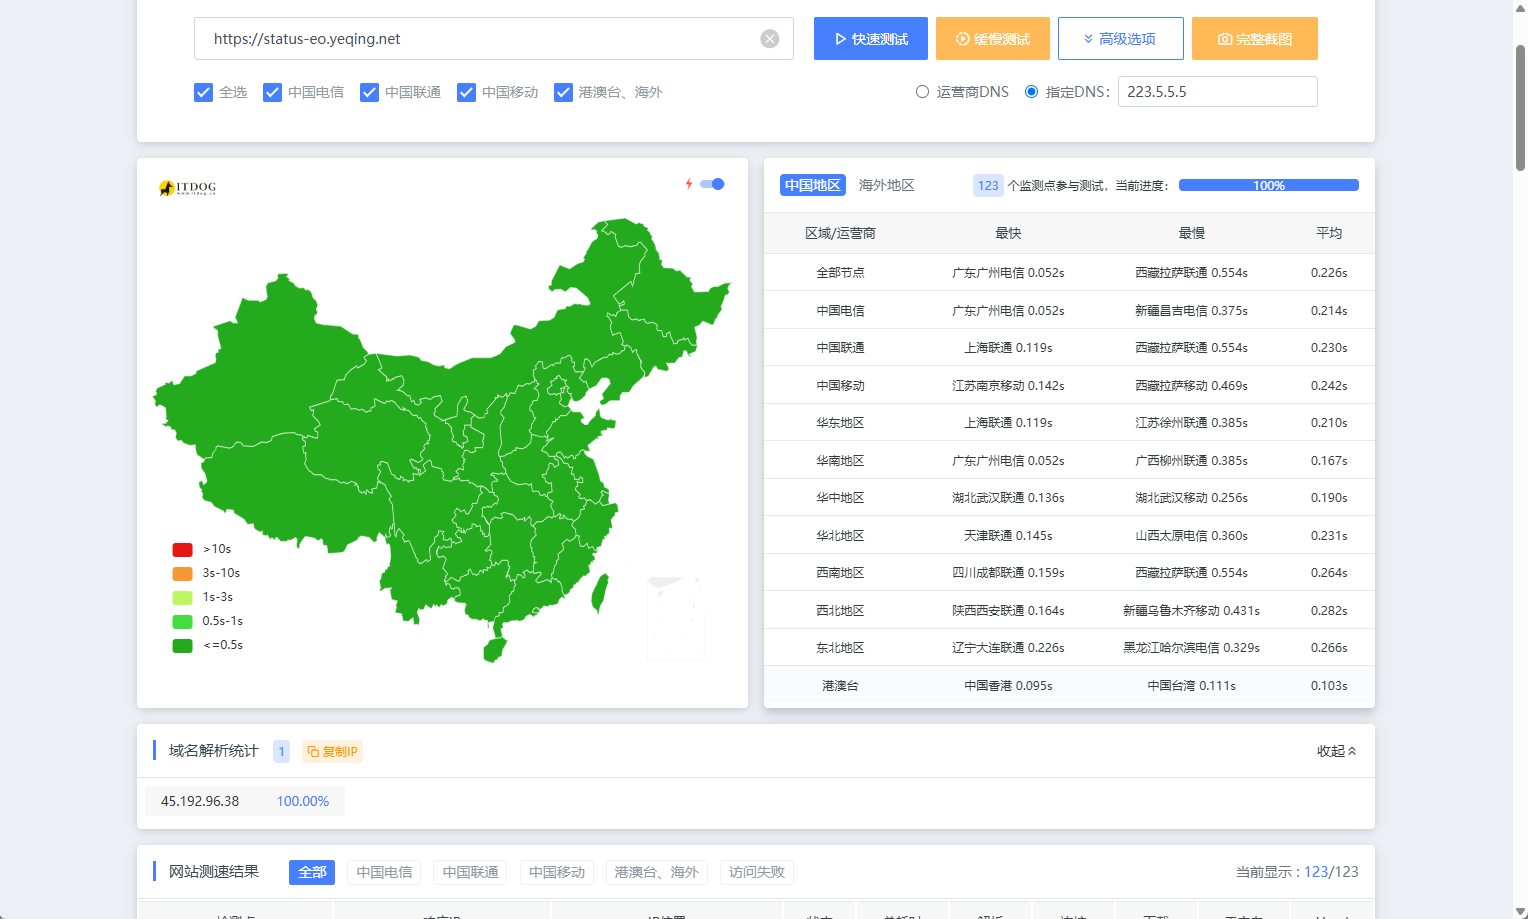 https://status-eo.yeqing.net
快速测试
缓慢测试
高级选项
完整截图
全选
中国电信
中国联通
中国移动
港澳台、海外
运营商DNS
指定DNS：
223.5.5.5
ITDOG
www.itdog.cn
>10s
3s-10s
1s-3s
0.5s-1s
<=0.5s
中国地区 海外地区 123 个监测点参与测试，当前进度： 100%
区域/运营商 最快 最慢 平均
全部节点 广东广州电信 0.052s 西藏拉萨联通 0.554s 0.226s
中国电信 广东广州电信 0.052s 新疆昌吉电信 0.375s 0.214s
中国联通 上海联通 0.119s 西藏拉萨联通 0.554s 0.230s
中国移动 江苏南京移动 0.142s 西藏拉萨移动 0.469s 0.242s
华东地区 上海联通 0.119s 江苏徐州联通 0.385s 0.210s
华南地区 广东广州电信 0.052s 广西柳州联通 0.385s 0.167s
华中地区 湖北武汉联通 0.136s 湖北武汉移动 0.256s 0.190s
华北地区 天津联通 0.145s 山西太原电信 0.360s 0.231s
西南地区 四川成都联通 0.159s 西藏拉萨联通 0.554s 0.264s
西北地区 陕西西安联通 0.164s 新疆乌鲁木齐移动 0.431s 0.282s
东北地区 辽宁大连联通 0.226s 黑龙江哈尔滨电信 0.329s 0.266s
港澳台 中国香港 0.095s 中国台湾 0.111s 0.103s
域名解析统计 1 复制IP 收起
45.192.96.38 100.00%
网站测速结果 全部 中国电信 中国联通 中国移动 港澳台、海外 访问失败 当前显示 : 123/123